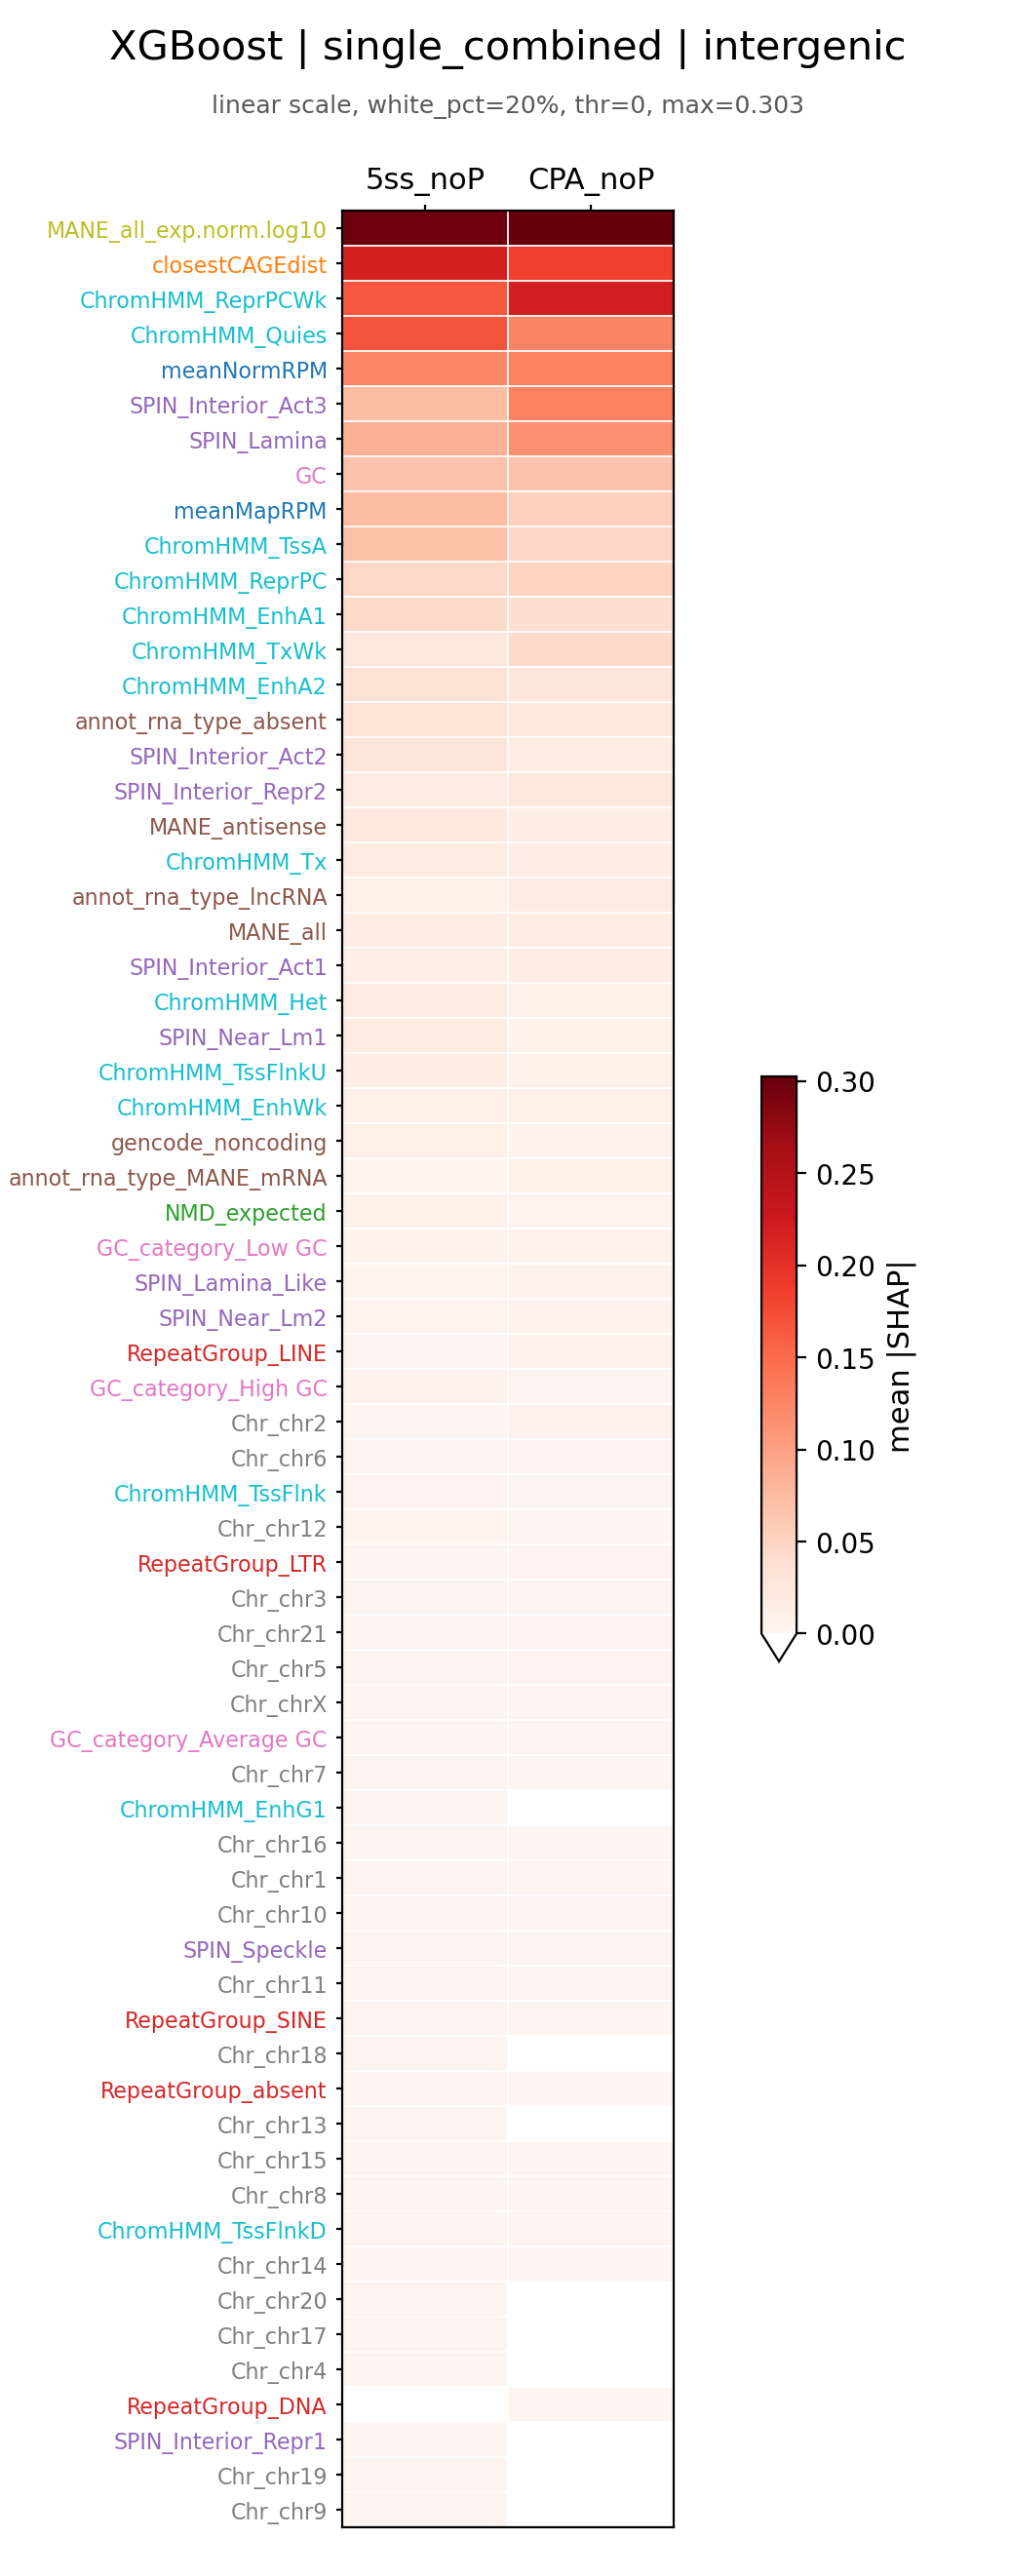 XGBoost | single_combined | intergenic
linear scale, white_pct=20%, thr=0, max=0.303
5ss_noP CPA_noP
MANE_all_exp.norm.log10
closestCAGEdist
ChromHMM_ReprPCWk
ChromHMM_Quies
meanNormRPM
SPIN_Interior_Act3
SPIN_Lamina
GC
meanMapRPM
ChromHMM_TssA
ChromHMM_ReprPC
ChromHMM_EnhA1
ChromHMM_TxWk
ChromHMM_EnhA2
annot_rna_type_absent
SPIN_Interior_Act2
SPIN_Interior_Repr2
MANE_antisense
ChromHMM_Tx
annot_rna_type_lncRNA
MANE_all
SPIN_Interior_Act1
ChromHMM_Het
SPIN_Near_Lm1
ChromHMM_TssFlnkU
ChromHMM_EnhWk
gencode_noncoding
annot_rna_type_MANE_mRNA
NMD_expected
GC_category_Low GC
SPIN_Lamina_Like
SPIN_Near_Lm2
RepeatGroup_LINE
GC_category_High GC
Chr_chr2
Chr_chr6
ChromHMM_TssFlnk
Chr_chr12
RepeatGroup_LTR
Chr_chr3
Chr_chr21
Chr_chr5
Chr_chrX
GC_category_Average GC
Chr_chr7
ChromHMM_EnhG1
Chr_chr16
Chr_chr1
Chr_chr10
SPIN_Speckle
Chr_chr11
RepeatGroup_SINE
Chr_chr18
RepeatGroup_absent
Chr_chr13
Chr_chr15
Chr_chr8
ChromHMM_TssFlnkD
Chr_chr14
Chr_chr20
Chr_chr17
Chr_chr4
RepeatGroup_DNA
SPIN_Interior_Repr1
Chr_chr19
Chr_chr9
0.30
0.25
0.20
0.15
0.10
0.05
0.00
mean |SHAP|